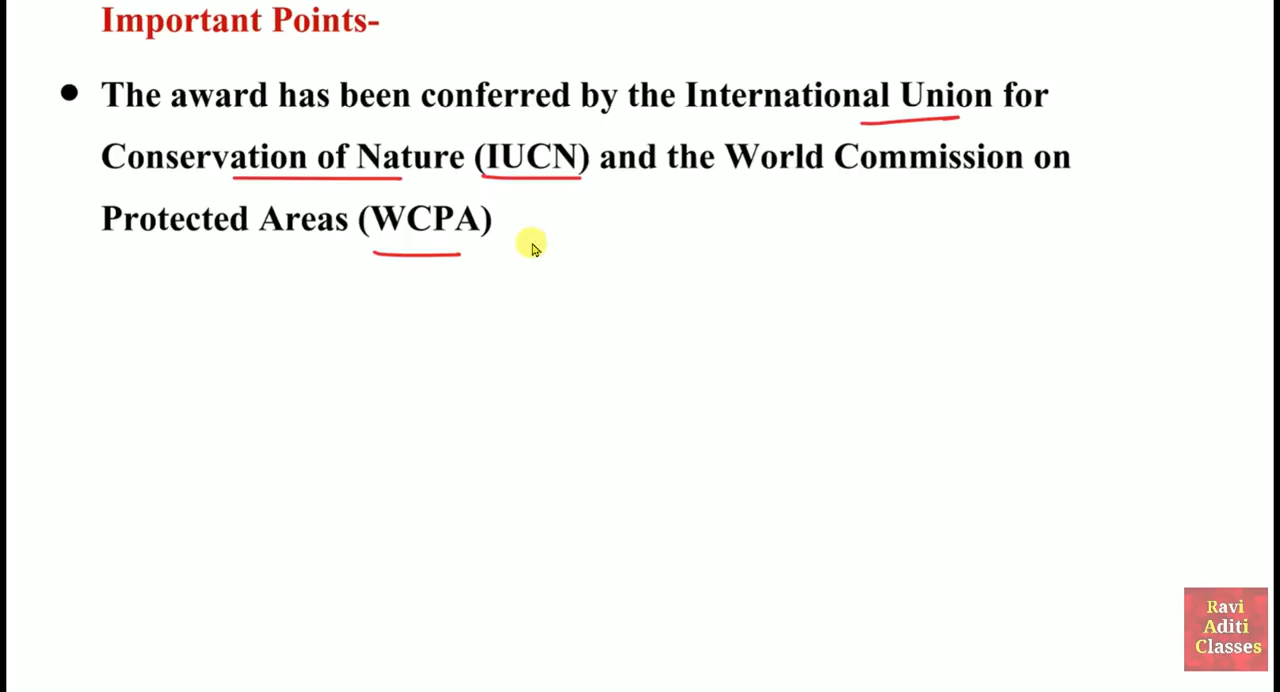 Important Points-
● The award has been conferred by the International Union for
Conservation of Nature (IUCN) and the World Commission on
Protected Areas (WCPA)
Ravi
Aditi
Classes